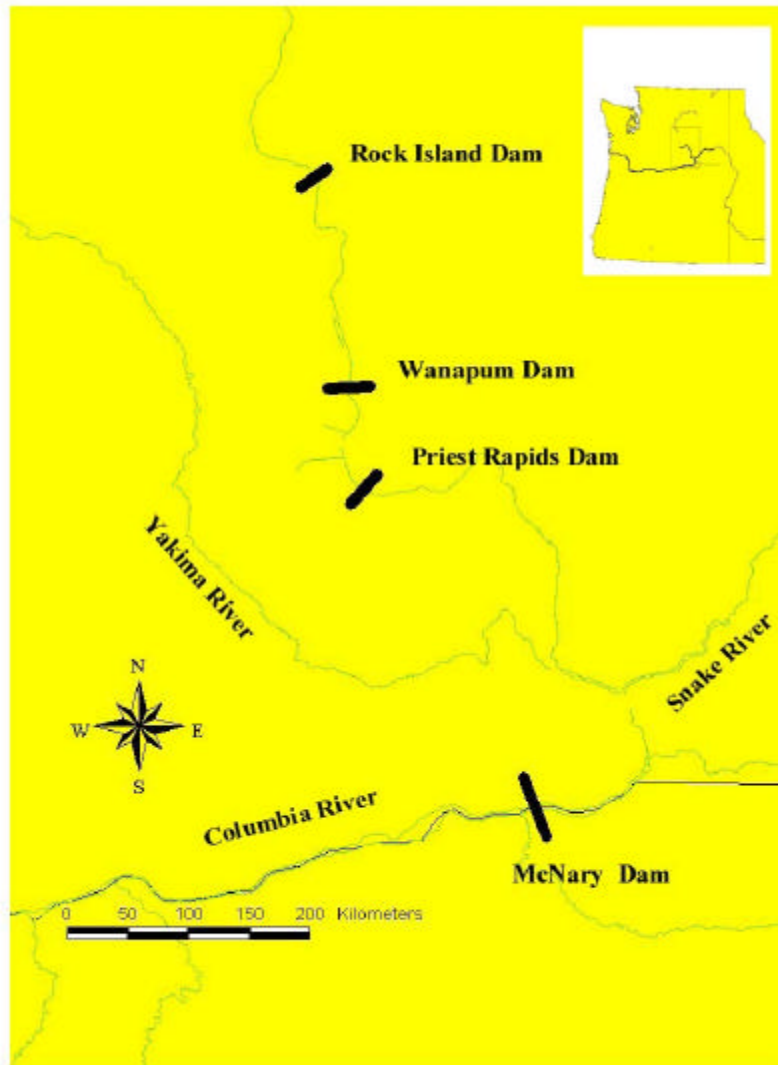 Rock Island Dam
Wanapum Dam
Priest Rapids Dam
Yakima River
Snake River
N
W E
S
Columbia River
McNary Dam
0 50 100 150 200 Kilometers